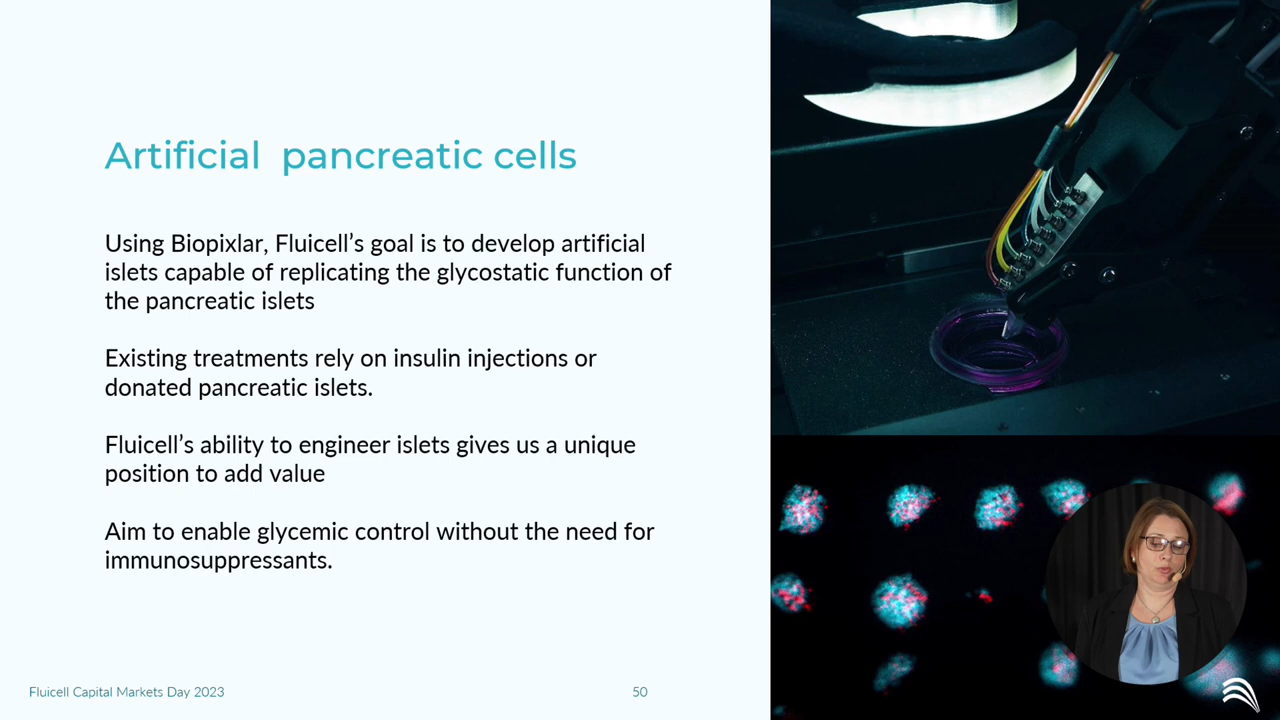 Artificial pancreatic cells
Using Biopixlar, Fluicell’s goal is to develop artificial
islets capable of replicating the glycostatic function of
the pancreatic islets
Existing treatments rely on insulin injections or
donated pancreatic islets.
Fluicell’s ability to engineer islets gives us a unique
position to add value
Aim to enable glycemic control without the need for
immunosuppressants.
Fluicell Capital Markets Day 2023
50